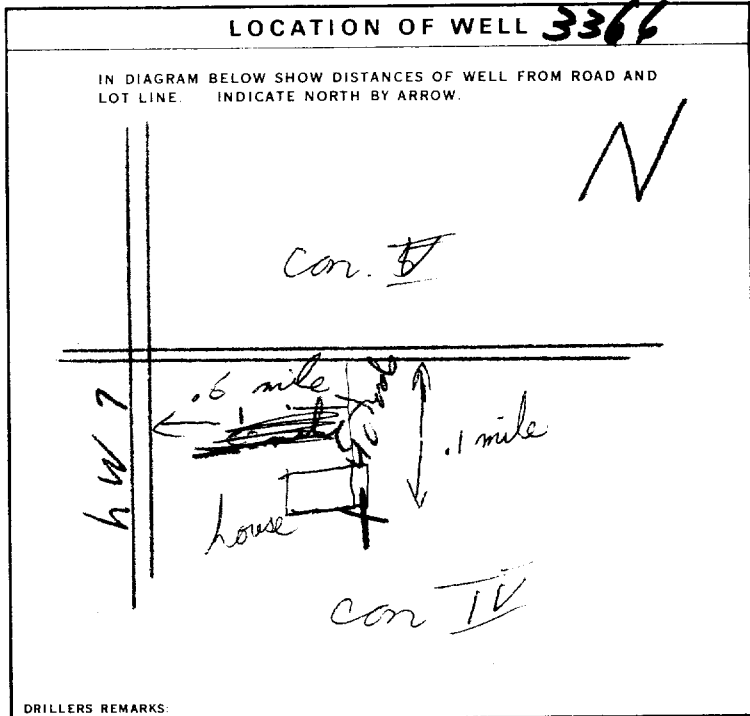 LOCATION OF WELL 3366
IN DIAGRAM BELOW SHOW DISTANCES OF WELL FROM ROAD AND
LOT LINE. INDICATE NORTH BY ARROW.
N
con. V
.6 mile
.1 mile
hw 7
house
con IV
DRILLERS REMARKS: